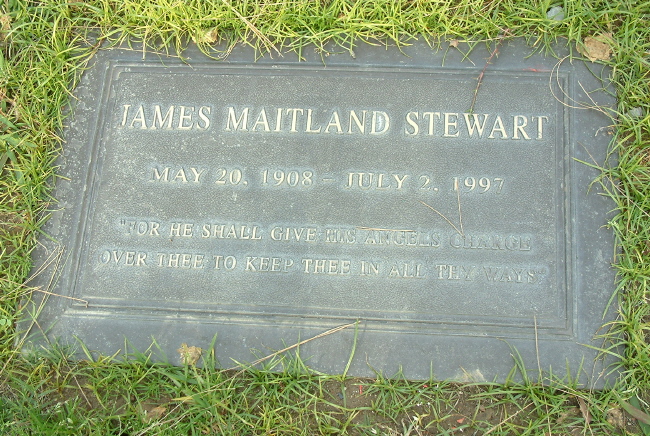 JAMES MAITLAND STEWART
MAY 20, 1908 - JULY 2, 1997
"FOR HE SHALL GIVE HIS ANGELS CHARGE
OVER THEE TO KEEP THEE IN ALL THY WAYS"